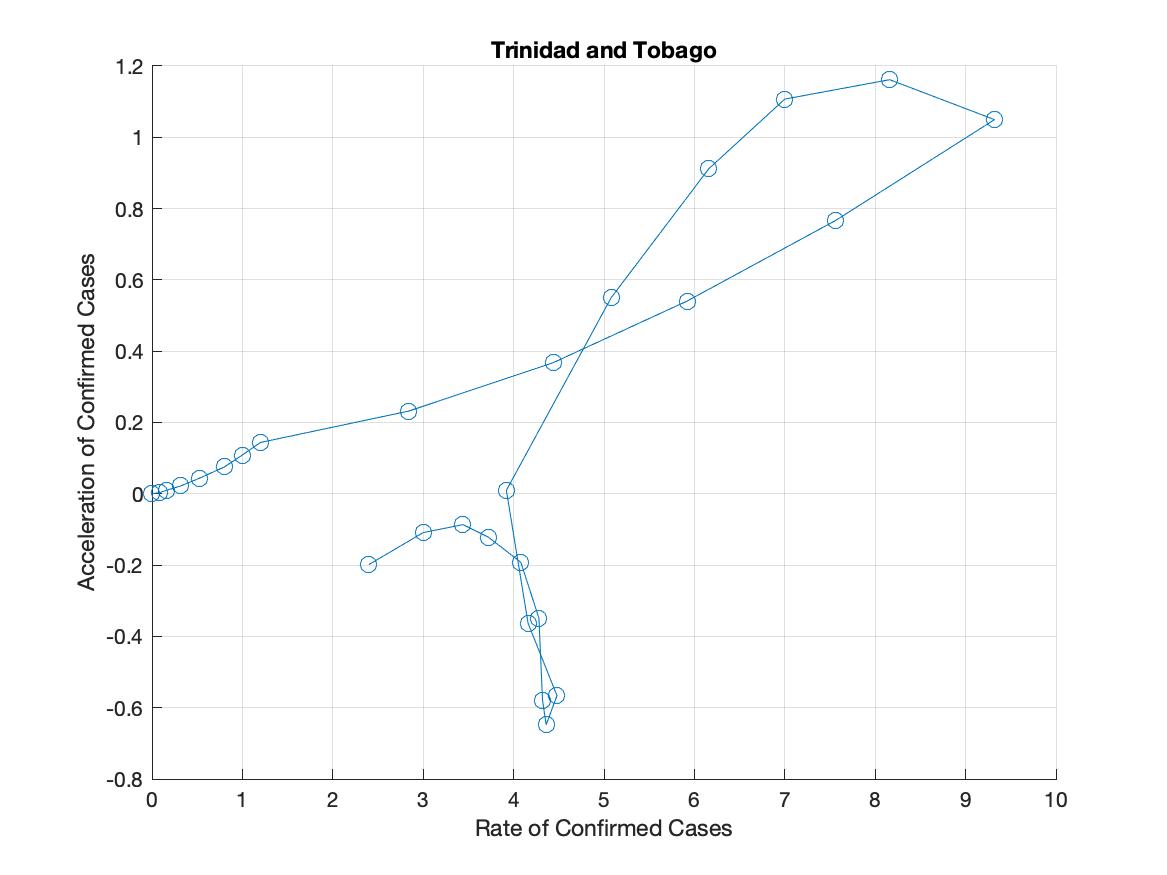 Trinidad and Tobago
1.2
1
0.8
0.6
0.4
0.2
0
-0.2
-0.4
-0.6
-0.8
Acceleration of Confirmed Cases
0 1 2 3 4 5 6 7 8 9 10
Rate of Confirmed Cases